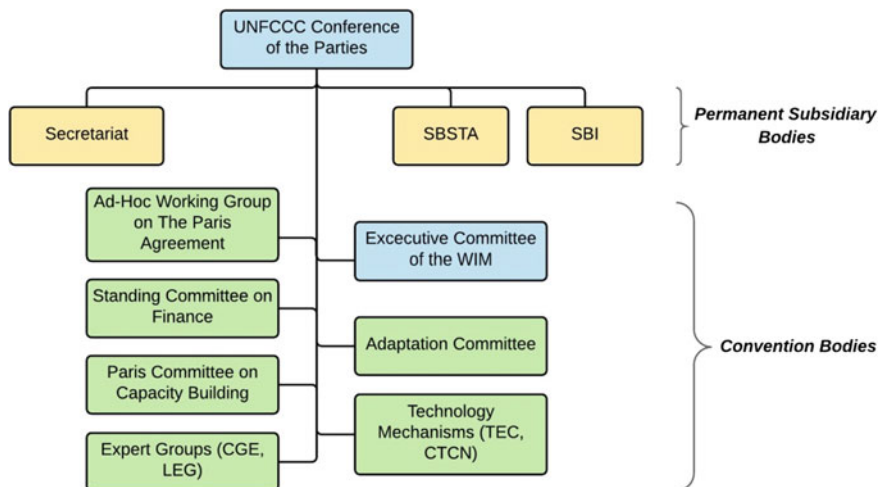 UNFCCC Conference
of the Parties
Secretariat
SBSTA
SBI
Permanent Subsidiary
Bodies
Ad-Hoc Working Group
on The Paris
Agreement
Excecutive Committee
of the WIM
Standing Committee on
Finance
Adaptation Committee
Convention Bodies
Paris Committee on
Capacity Building
Technology
Mechanisms (TEC,
CTCN)
Expert Groups (CGE,
LEG)